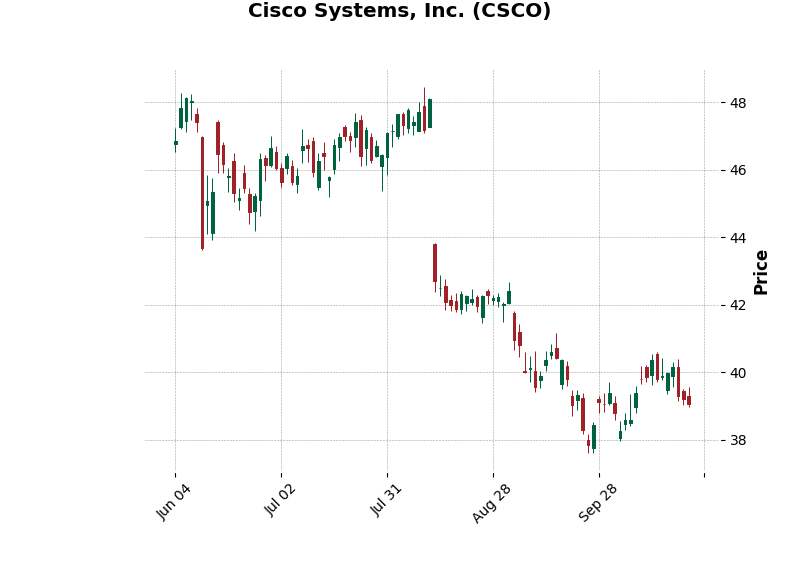 Cisco Systems, Inc. (CSCO)
48
46
44
42
40
38
Price
Jun 04
Jul 02
Jul 31
Aug 28
Sep 28